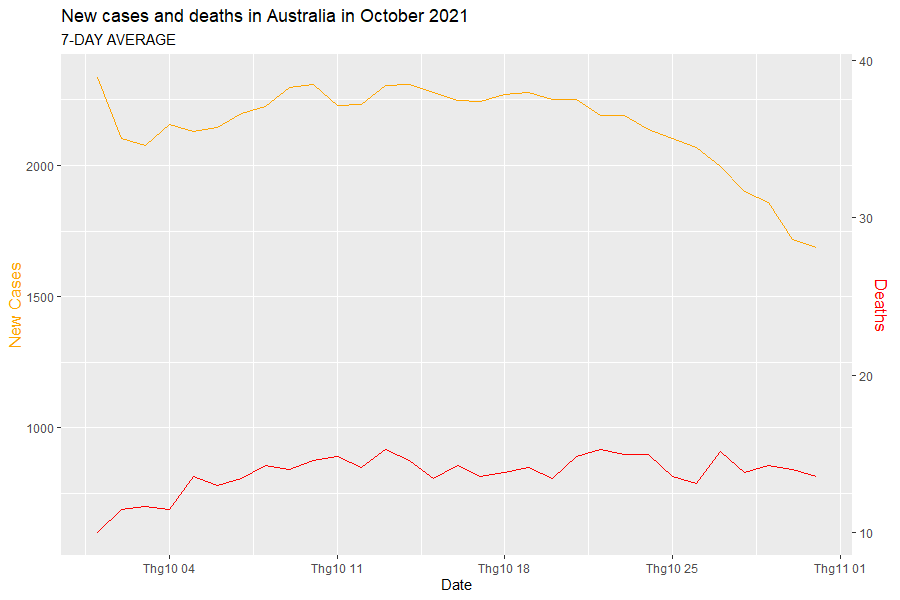 New cases and deaths in Australia in October 2021
7-DAY AVERAGE
New Cases
2000
1500
1000
40
30
20
10
Deaths
Thg10 04
Thg10 11
Thg10 18
Thg10 25
Thg11 01
Date